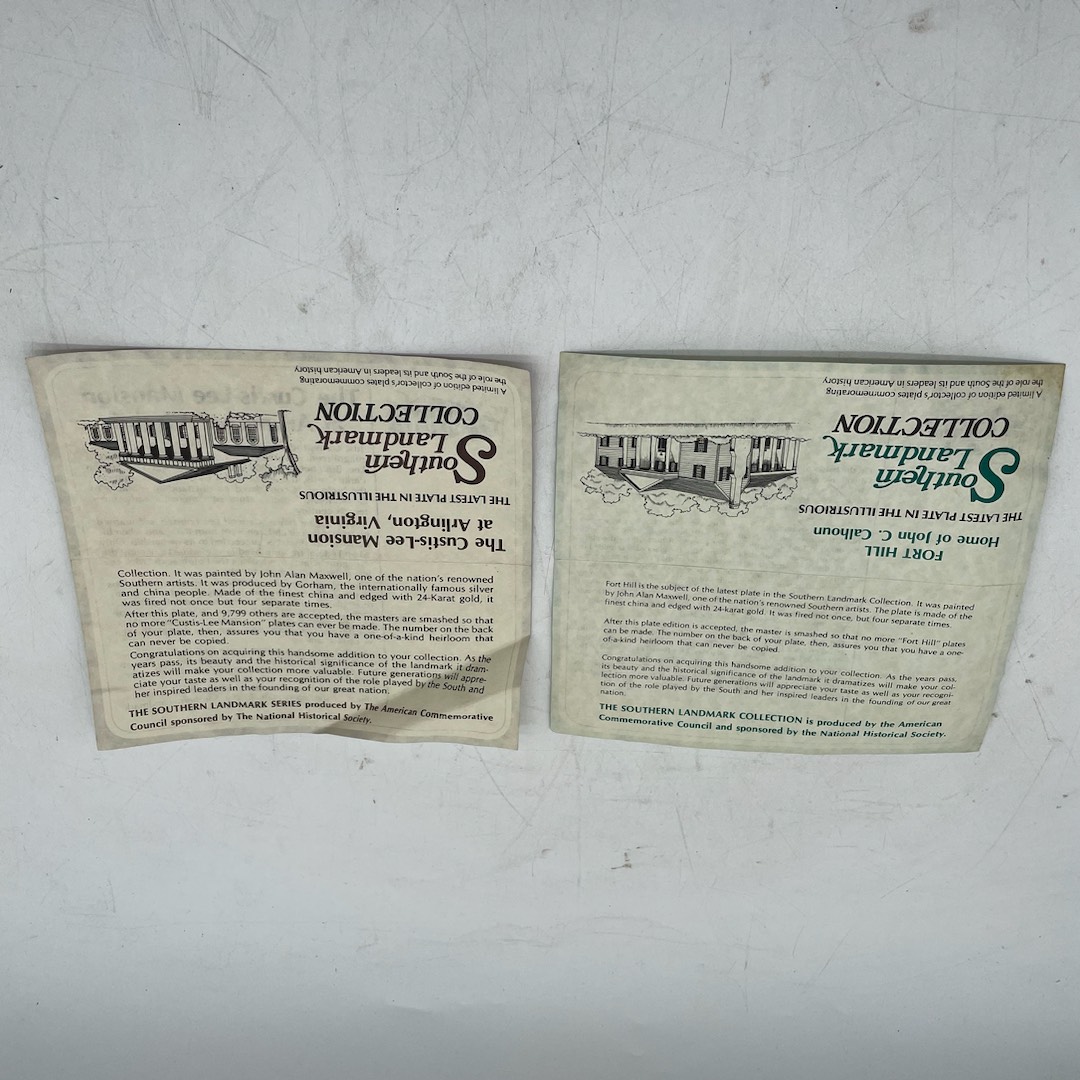 THE LATEST PLATE IN THE ILLUSTRIOUS
Southern
Landmark
COLLECTION
A limited edition of collector's plates commemorating
the role of the South and its leaders in American history
The Custis-Lee Mansion
at Arlington, Virginia
Collection. It was painted by John Alan Maxwell, one of the nation's renowned
Southern artists. It was produced by Gorham, the internationally famous silver
and china people. Made of the finest china and edged with 24-Karat gold, it
was fired not once but four separate times.
After this plate, and 9,799 others are accepted, the masters are smashed so that
no more "Custis-Lee Mansion" plates can ever be made. The number on the back
of your plate, then, assures you that you have a one-of-a-kind heirloom that
can never be copied.
Congratulations on acquiring this handsome addition to your collection. As the
years pass, its beauty and the historical significance of the landmark it dram-
atizes will make your collection more valuable. Future generations will appre-
ciate your taste as well as your recognition of the role played by the South and
her inspired leaders in the founding of our great nation.
THE SOUTHERN LANDMARK SERIES produced by The American Commemorative
Council sponsored by The National Historical Society.
FORT HILL
Home of John C. Calhoun
THE LATEST PLATE IN THE ILLUSTRIOUS
Southern
Landmark
COLLECTION
A limited edition of collector's plates commemorating
the role of the South and its leaders in American history
Fort Hill is the subject of the latest plate in the Southern Landmark Collection. It was painted
by John Alan Maxwell, one of the nation's renowned Southern artists. The plate is made of the
finest china and edged with 24-karat gold. It was fired not once, but four separate times.
After this plate edition is accepted, the master is smashed so that no more "Fort Hill" plates
can be made. The number on the back of your plate, then, assures you that you have a one-
of-a-kind heirloom that can never be copied.
Congratulations on acquiring this handsome addition to your collection. As the years pass,
its beauty and the historical significance of the landmark it dramatizes will make your col-
lection more valuable. Future generations will appreciate your taste as well as your recogni-
tion of the role played by the South and her inspired leaders in the founding of our great
nation.
THE SOUTHERN LANDMARK COLLECTION is produced by the American
Commemorative Council and sponsored by the National Historical Society.